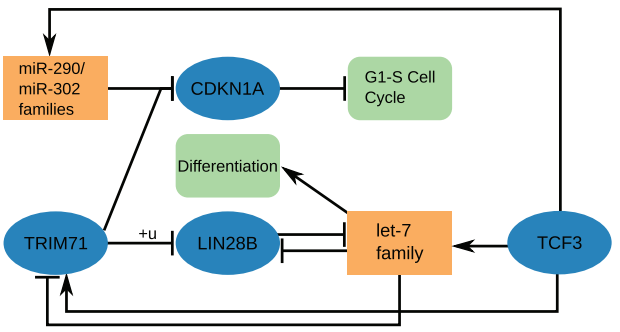 miR-290/
miR-302
families
CDKN1A
G1-S Cell
Cycle
Differentiation
TRIM71
+u
LIN28B
let-7
family
TCF3